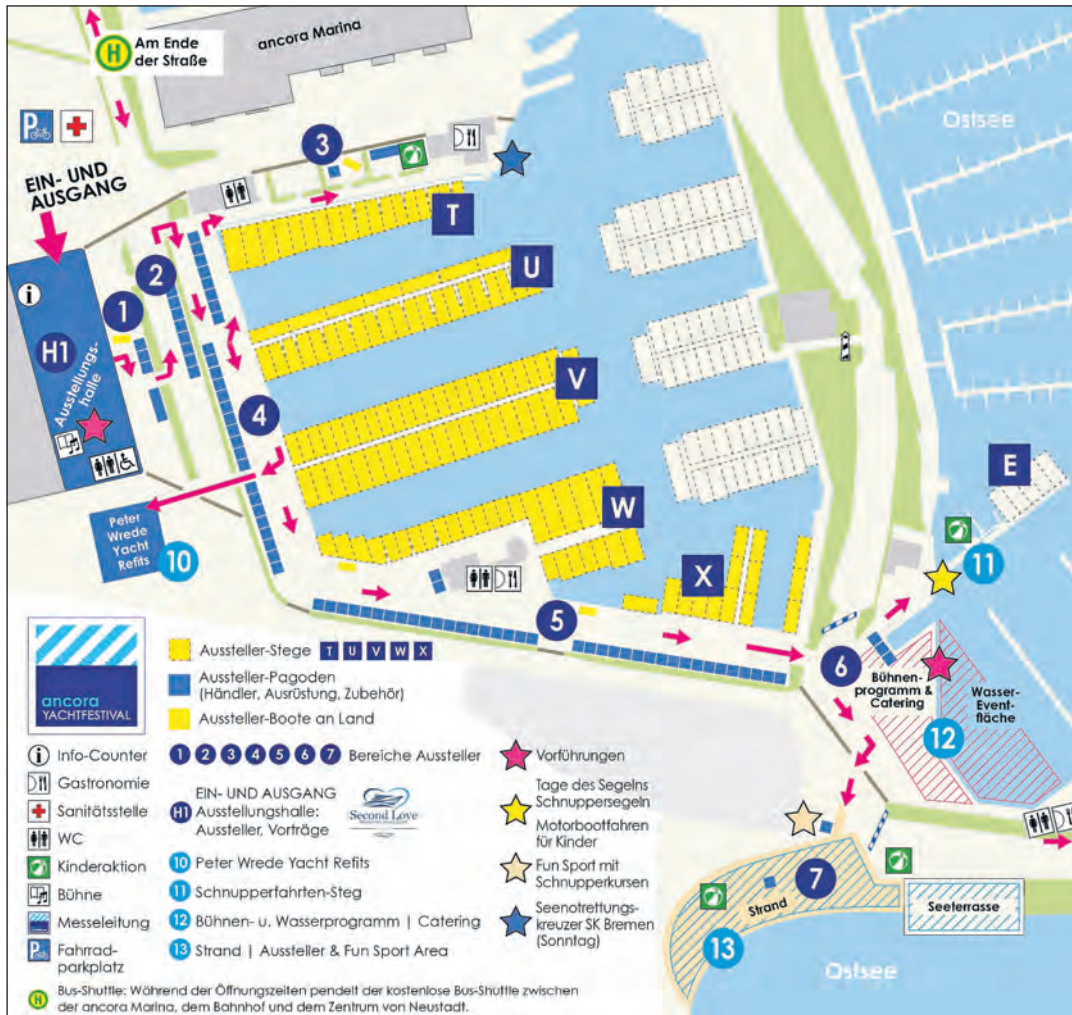 H
Am Ende
der Straße
ancora Marina
Ostsee
P
3
EIN- UND
AUSGANG
T
2
U
i
1
H1
Ausstellungs-
halle
V
4
E
W
Peter
Wrede
Yacht
Refits
10
11
X
5
6
Bühnen-
programm &
Catering
Wasser-
Event-
fläche
12
7
Strand
13
Seeterrasse
Ostsee
ancora
YACHTFESTIVAL
Aussteller-Stege T U V W X
Aussteller-Pagoden
(Händler, Ausrüstung, Zubehör)
Aussteller-Boote an Land
i Info-Counter
Gastronomie
Sanitätsstelle
WC
Kinderaktion
Bühne
Messeleitung
P Fahrrad-
parkplatz
1 2 3 4 5 6 7 Bereiche Aussteller
H1 EIN- UND AUSGANG
Ausstellungshalle:
Aussteller, Vorträge
Second Love
10 Peter Wrede Yacht Refits
11 Schnupperfahrten-Steg
12 Bühnen- u. Wasserprogramm | Catering
13 Strand | Aussteller & Fun Sport Area
Vorführungen
Tage des Segelns
Schnuppersegeln
Motorbootfahren
für Kinder
Fun Sport mit
Schnupperkursen
Seenotrettungs-
kreuzer SK Bremen
(Sonntag)
H Bus-Shuttle: Während der Öffnungszeiten pendelt der kostenlose Bus-Shuttle zwischen
der ancora Marina, dem Bahnhof und dem Zentrum von Neustadt.